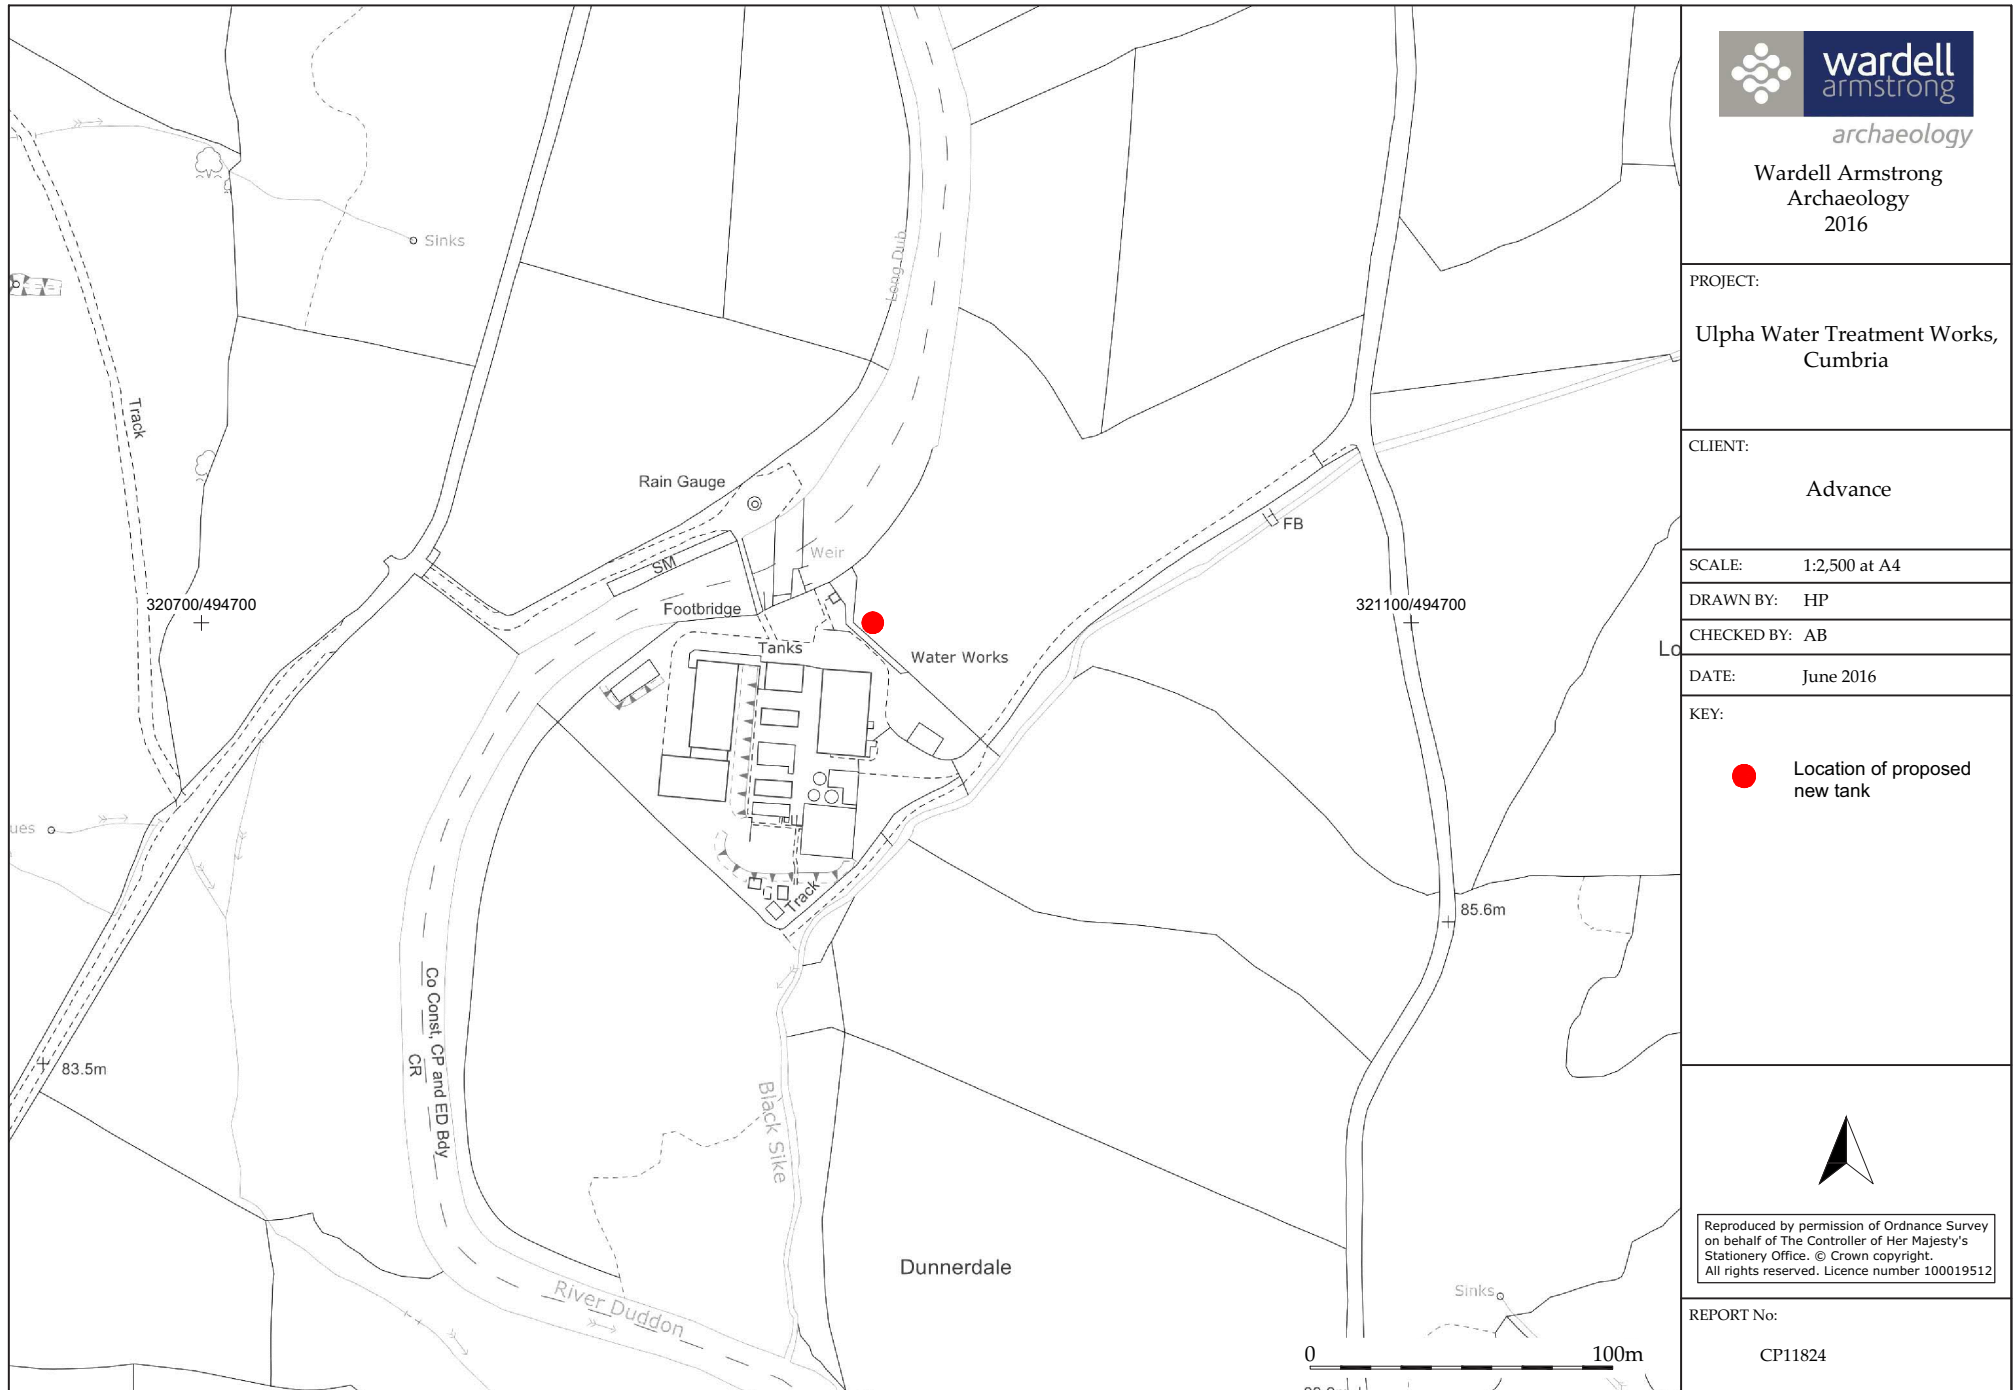 Sinks
Long Dub
Track
Rain Gauge
Weir
SM
FB
320700/494700
Footbridge
321100/494700
Tanks
Water Works
Lo
ues
Track
85.6m
83.5m
Co Const, CP and ED Bdy
CR
Black Sike
Dunnerdale
River Duddon
Sinks
0 100m
wardell
armstrong
archaeology
Wardell Armstrong
Archaeology
2016
PROJECT:
Ulpha Water Treatment Works,
Cumbria
CLIENT:
Advance
SCALE: 1:2,500 at A4
DRAWN BY: HP
CHECKED BY: AB
DATE: June 2016
KEY:
Location of proposed
new tank
Reproduced by permission of Ordnance Survey
on behalf of The Controller of Her Majesty's
Stationery Office. © Crown copyright.
All rights reserved. Licence number 100019512
REPORT No:
CP11824